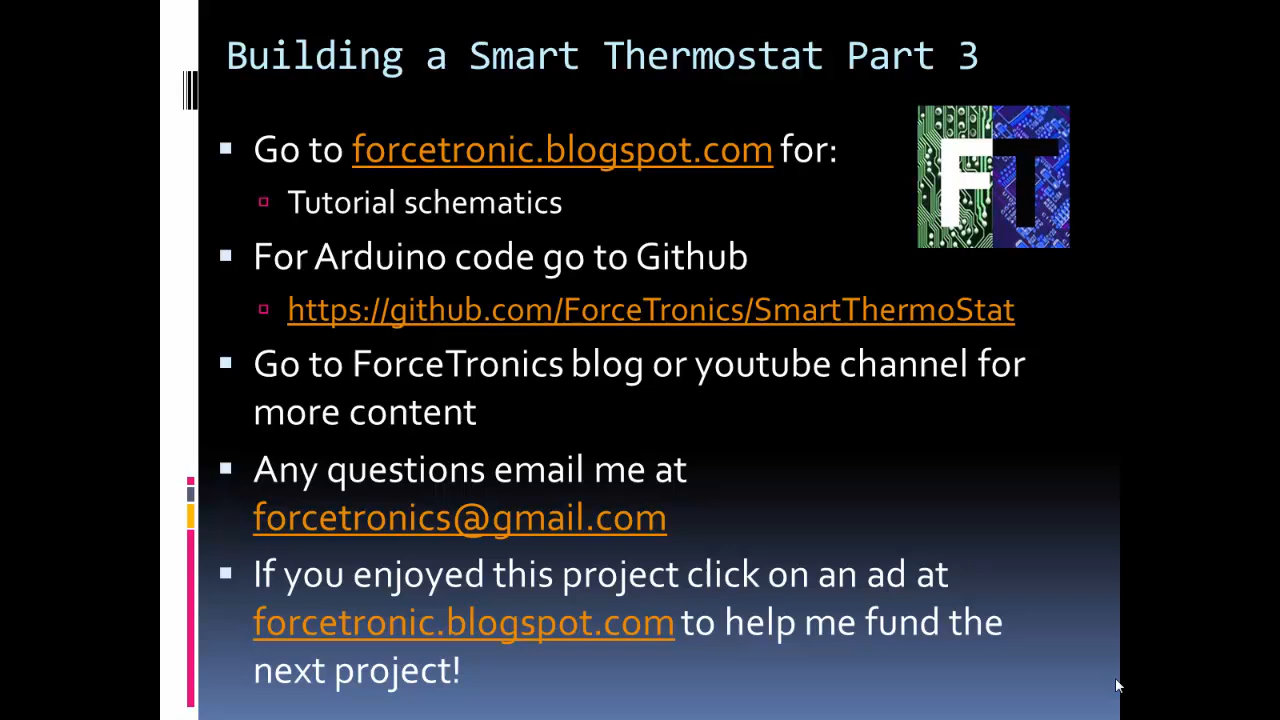 Building a Smart Thermostat Part 3
FT
Go to forcetronic.blogspot.com for:
Tutorial schematics
For Arduino code go to Github
https://github.com/ForceTronics/SmartThermoStat
Go to ForceTronics blog or youtube channel for
more content
Any questions email me at
forcetronics@gmail.com
If you enjoyed this project click on an ad at
forcetronic.blogspot.com to help me fund the
next project!